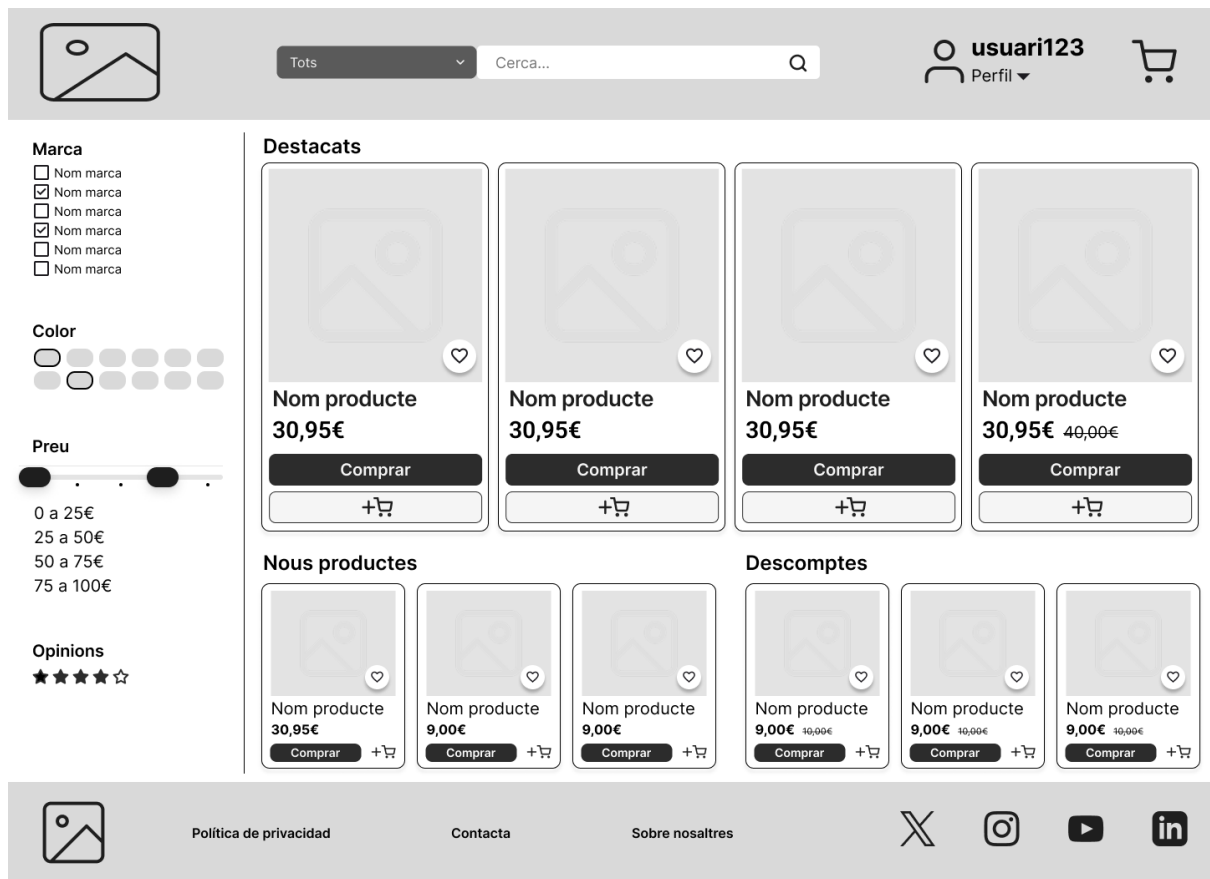 Tots
Cerca...
usuari123
Perfil
Marca
Nom marca
Nom marca
Nom marca
Nom marca
Nom marca
Nom marca
Color
Preu
0 a 25€
25 a 50€
50 a 75€
75 a 100€
Opinions
Destacats
Nom producte
30,95€
Comprar
+
Nom producte
30,95€
Comprar
+
Nom producte
30,95€
Comprar
+
Nom producte
30,95€ 40,00€
Comprar
+
Nous productes
Nom producte
30,95€
Comprar +
Nom producte
9,00€
Comprar +
Nom producte
9,00€
Comprar +
Descomptes
Nom producte
9,00€ 10,00€
Comprar +
Nom producte
9,00€ 10,00€
Comprar +
Nom producte
9,00€ 10,00€
Comprar +
Política de privacidad
Contacta
Sobre nosaltres
in